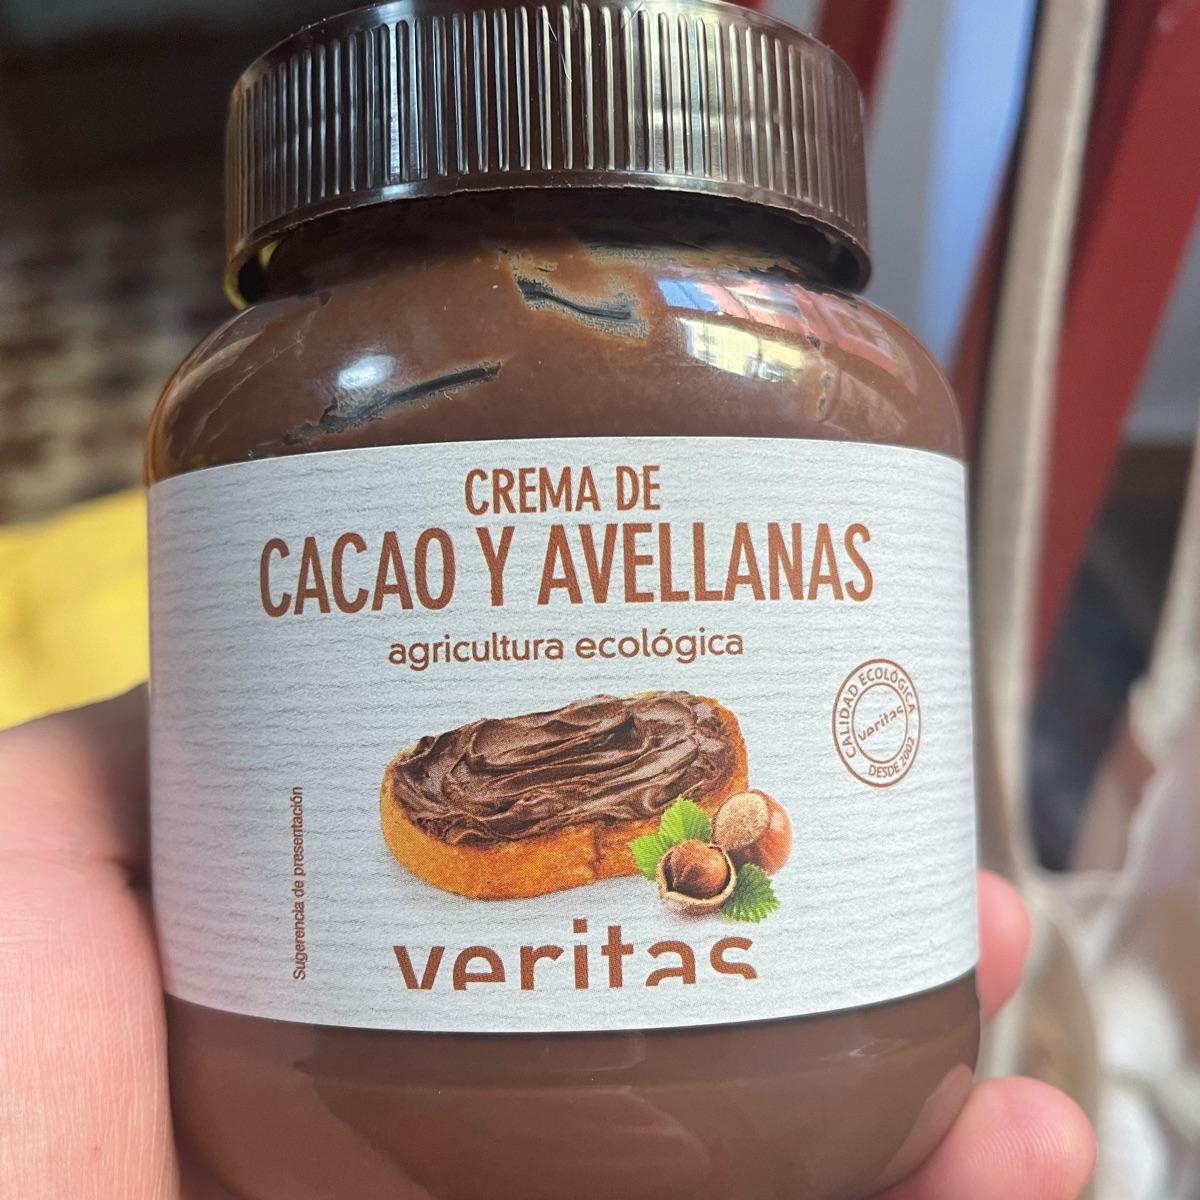 CREMA DE
CACAO Y AVELLANAS
agricultura ecológica
CALIDAD ECOLÓGICA
veritas
DESDE 2002
Sugerencia de presentación
veritas